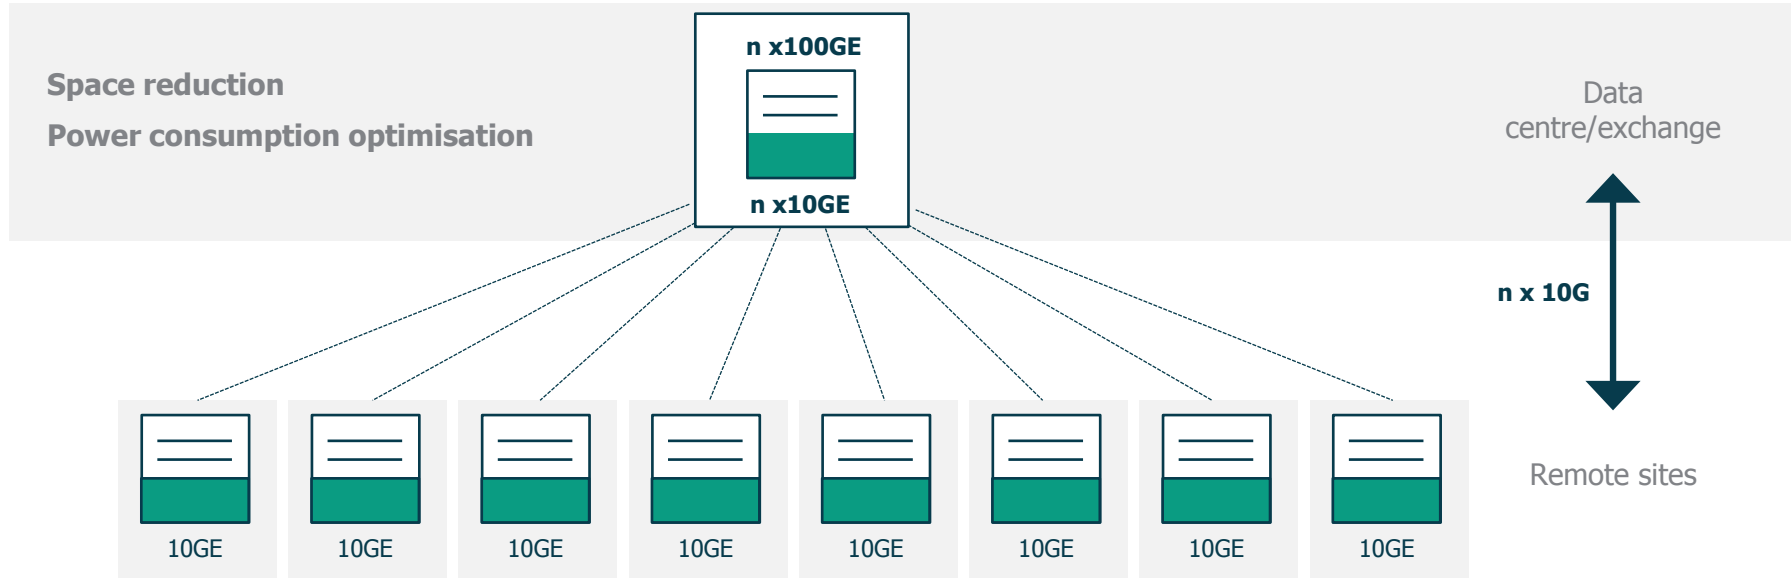 n x100GE
Space reduction
Power consumption optimisation
Data
centre/exchange
n x10GE
n x 10G
Remote sites
10GE
10GE
10GE
10GE
10GE
10GE
10GE
10GE